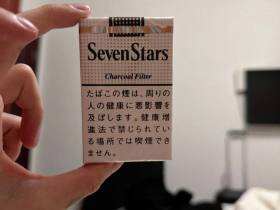 SevenStars
Charcoal Filter
たばこの煙は、周りの
人の健康に悪影響を
及ぼします。健康増
進法で禁じられてい
る場所では喫煙でき
ません。